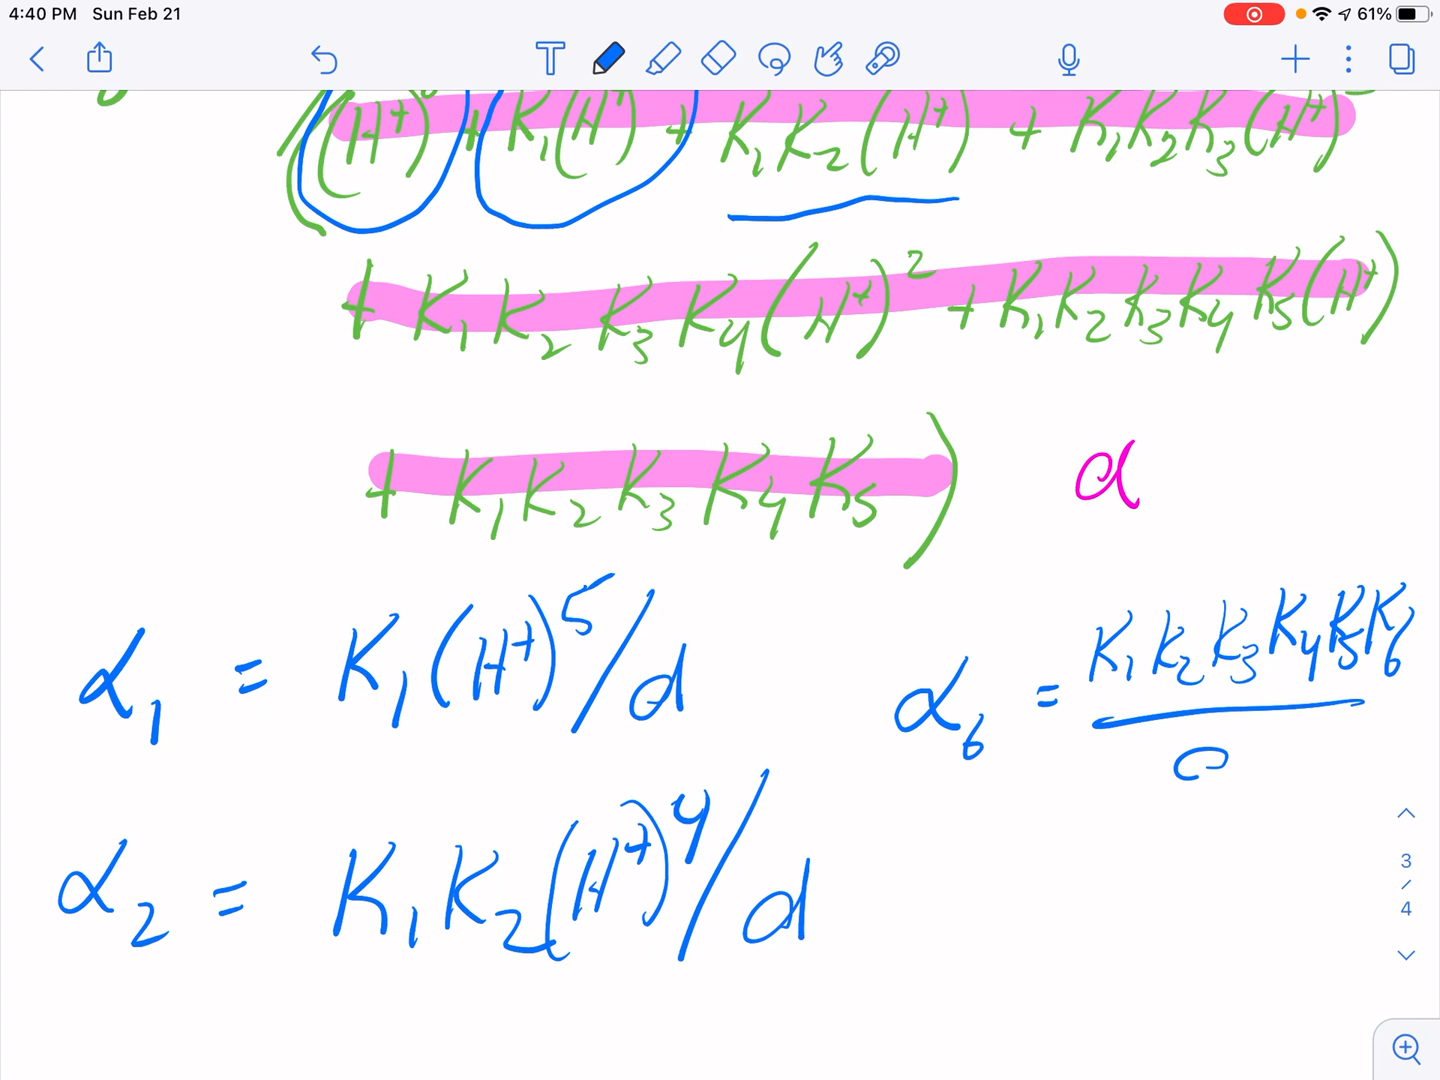 4:40 PM Sun Feb 21 61%
(H⁺) + K₁(H⁺) + K₁K₂(H⁺) + K₁K₂K₃(H⁺)
+ K₁K₂K₃K₄(H⁺)² + K₁K₂K₃K₄K₅(H⁺)
+ K₁K₂K₃K₄K₅) d
α₁ = K₁(H⁺)⁵/d
α₆ = K₁K₂K₃K₄K₅K₆
α₂ = K₁K₂(H⁺)⁴/d
3
/
4